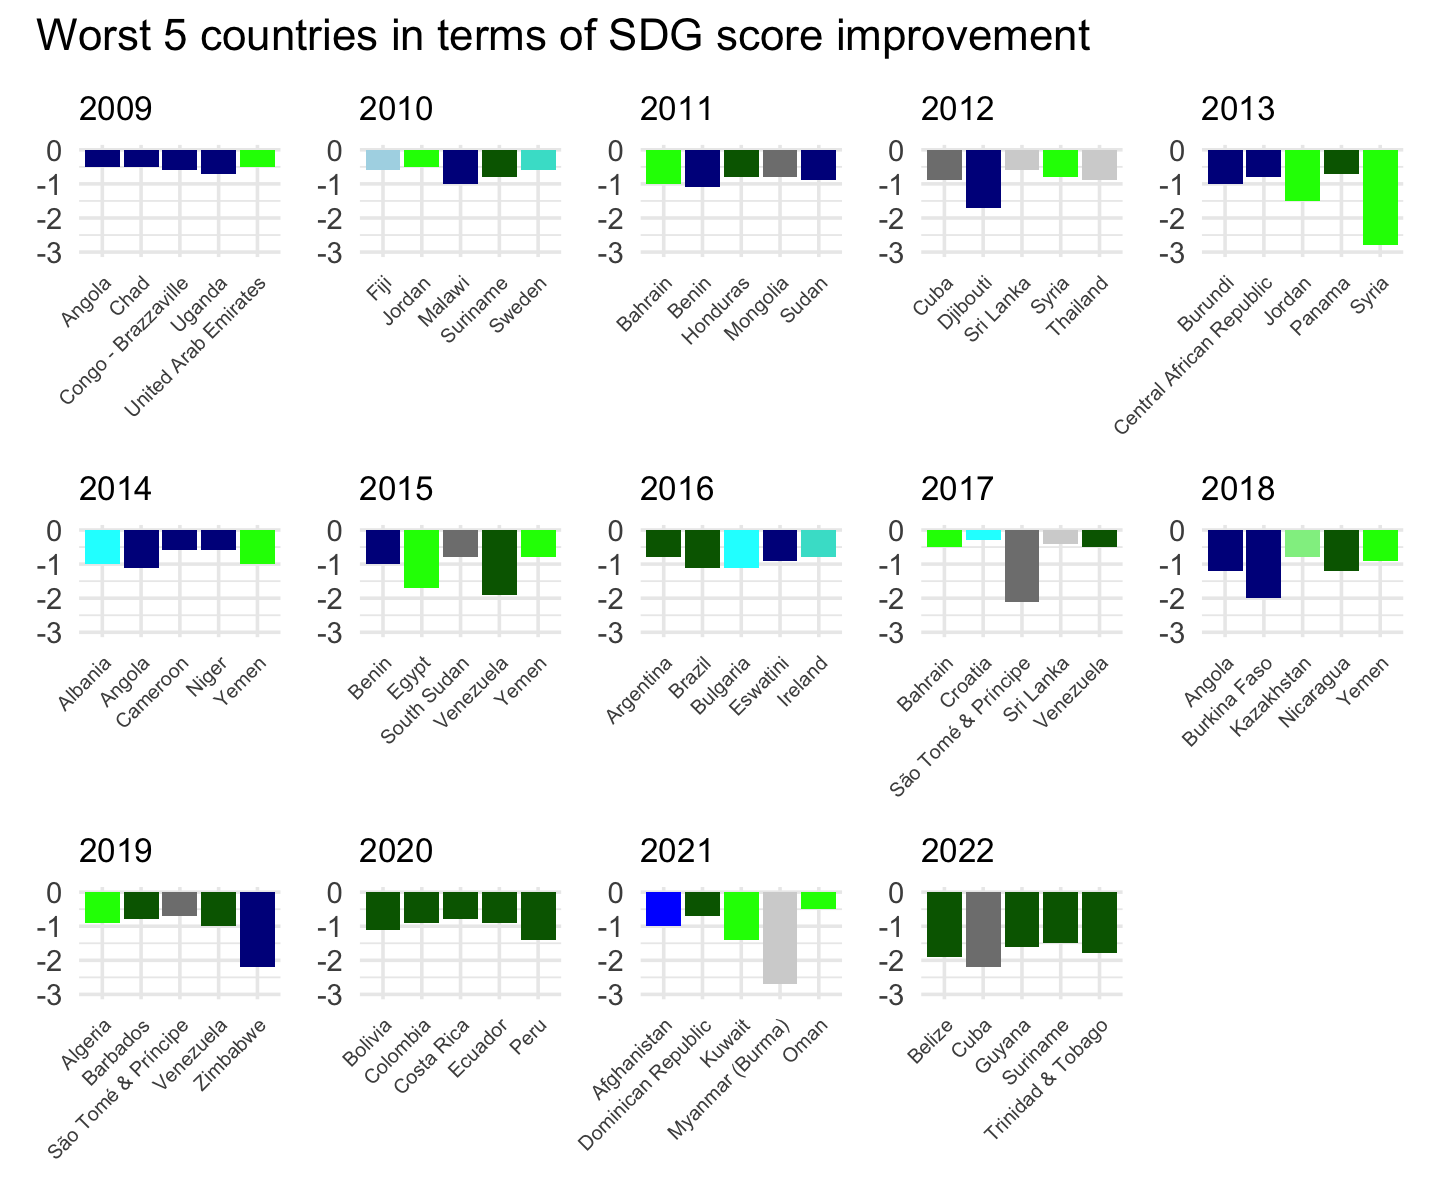 Worst 5 countries in terms of SDG score improvement
2009
0
-1
-2
-3
Angola
Chad
Congo - Brazzaville
Uganda
United Arab Emirates
2010
0
-1
-2
-3
Fiji
Jordan
Malawi
Suriname
Sweden
2011
0
-1
-2
-3
Bahrain
Benin
Honduras
Mongolia
Sudan
2012
0
-1
-2
-3
Cuba
Djibouti
Sri Lanka
Syria
Thailand
2013
0
-1
-2
-3
Burundi
Central African Republic
Jordan
Panama
Syria
2014
0
-1
-2
-3
Albania
Angola
Cameroon
Niger
Yemen
2015
0
-1
-2
-3
Benin
Egypt
South Sudan
Venezuela
Yemen
2016
0
-1
-2
-3
Argentina
Brazil
Bulgaria
Eswatini
Ireland
2017
0
-1
-2
-3
Bahrain
Croatia
São Tomé & Príncipe
Sri Lanka
Venezuela
2018
0
-1
-2
-3
Angola
Burkina Faso
Kazakhstan
Nicaragua
Yemen
2019
0
-1
-2
-3
Algeria
Barbados
São Tomé & Príncipe
Venezuela
Zimbabwe
2020
0
-1
-2
-3
Bolivia
Colombia
Costa Rica
Ecuador
Peru
2021
0
-1
-2
-3
Afghanistan
Dominican Republic
Kuwait
Myanmar (Burma)
Oman
2022
0
-1
-2
-3
Belize
Cuba
Guyana
Suriname
Trinidad & Tobago